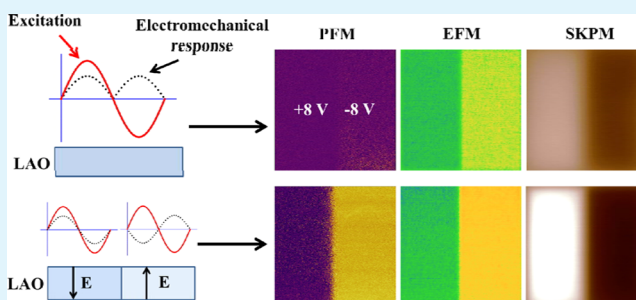 Excitation
Electromechanical
response
PFM
EFM
SKPM
+8 V -8 V
LAO
LAO
E
E